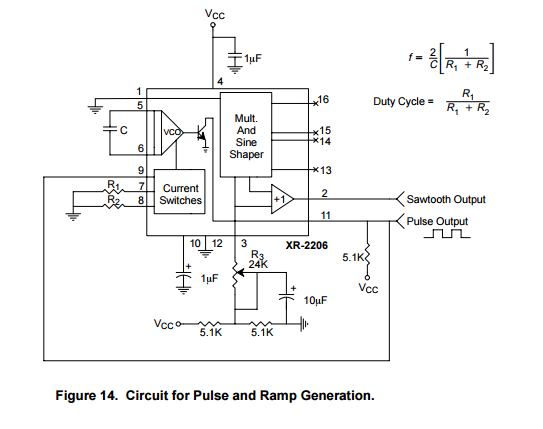 VCC
1μF
4
1
5
C
6
VCO
Mult.
And
Sine
Shaper
16
15
14
13
9
R1
7
R2
8
Current
Switches
+1
2
Sawtooth Output
11
Pulse Output
10
12
3
XR-2206
+
1μF
R3
24K
+
10μF
5.1K
VCC
VCC
5.1K
5.1K
f = 2/C [ 1 / R1 + R2 ]
Duty Cycle = R1 / R1 + R2
Figure 14. Circuit for Pulse and Ramp Generation.